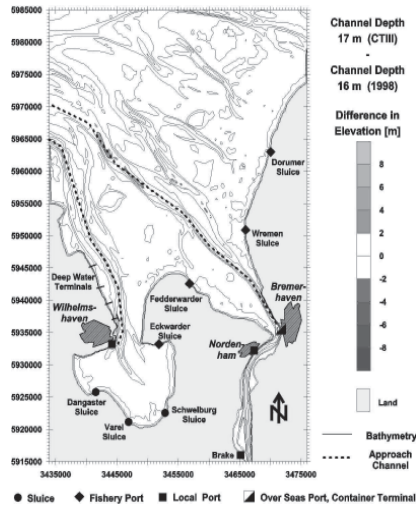 5985000
5980000
5975000
5970000
5965000
5960000
5955000
5950000
5945000
5940000
5935000
5930000
5925000
5920000
5915000
3435000
3445000
3455000
3465000
3475000
Dorumer
Sluice
Wremen
Sluice
Deep Water
Terminals
Wilhelms-
haven
Fedderwarder
Sluice
Eckwarder
Sluice
Bremer-
haven
Norden-
ham
Dangaster
Sluice
Varel
Sluice
Schwelburg
Sluice
Brake
N
Channel Depth
17 m (CTIII)
-
Channel Depth
16 m (1998)
Difference in
Elevation [m]
8
6
4
2
0
-2
-4
-6
-8
Land
Bathymetry
Approach
Channel
Sluice
Fishery Port
Local Port
Over Seas Port, Container Terminal